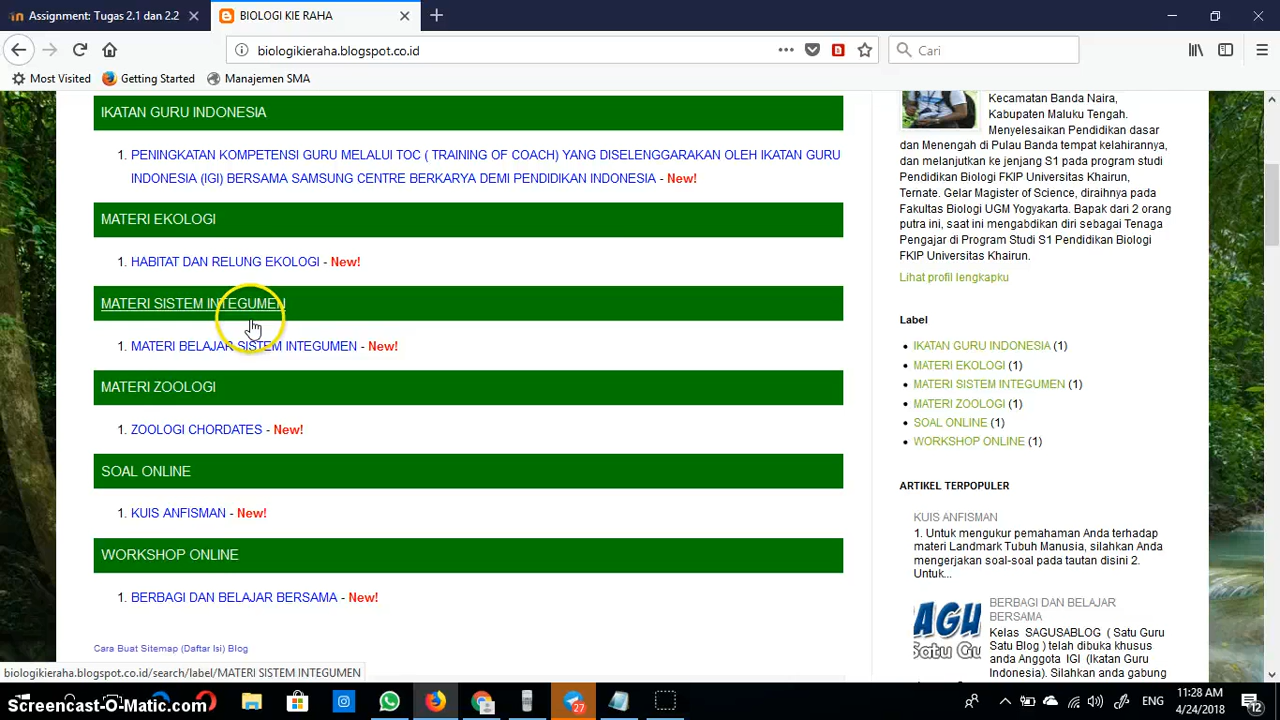 Assignment: Tugas 2.1 dan 2.2
BIOLOGI KIE RAHA
biologikieraha.blogspot.co.id
Cari
Most Visited
Getting Started
Manajemen SMA
IKATAN GURU INDONESIA
1. PENINGKATAN KOMPETENSI GURU MELALUI TOC ( TRAINING OF COACH) YANG DISELENGGARAKAN OLEH IKATAN GURU
INDONESIA (IGI) BERSAMA SAMSUNG CENTRE BERKARYA DEMI PENDIDIKAN INDONESIA - New!
MATERI EKOLOGI
1. HABITAT DAN RELUNG EKOLOGI - New!
MATERI SISTEM INTEGUMEN
1. MATERI BELAJAR SISTEM INTEGUMEN - New!
MATERI ZOOLOGI
1. ZOOLOGI CHORDATES - New!
SOAL ONLINE
1. KUIS ANFISMAN - New!
WORKSHOP ONLINE
1. BERBAGI DAN BELAJAR BERSAMA - New!
Cara Buat Sitemap (Daftar Isi) Blog
Kecamatan Banda Naira,
Kabupaten Maluku Tengah.
Menyelesaikan Pendidikan dasar
dan Menengah di Pulau Banda tempat kelahirannya,
dan melanjutkan ke jenjang S1 pada program studi
Pendidikan Biologi FKIP Universitas Khairun,
Ternate. Gelar Magister of Science, diraihnya pada
Fakultas Biologi UGM Yogyakarta. Bapak dari 2 orang
putra ini, saat ini mengabdikan diri sebagai Tenaga
Pengajar di Program Studi S1 Pendidikan Biologi
FKIP Universitas Khairun.
Lihat profil lengkapku
Label
IKATAN GURU INDONESIA (1)
MATERI EKOLOGI (1)
MATERI SISTEM INTEGUMEN (1)
MATERI ZOOLOGI (1)
SOAL ONLINE (1)
WORKSHOP ONLINE (1)
ARTIKEL TERPOPULER
KUIS ANFISMAN
1. Untuk mengukur pemahaman Anda terhadap
materi Landmark Tubuh Manusia, silahkan Anda
mengerjakan soal-soal pada tautan disini 2.
Untuk...
AGU
Satu Gu
BERBAGI DAN BELAJAR
BERSAMA
Kelas SAGUSABLOG ( Satu Guru
Satu Blog ) telah dibuka khusus
anda Anggota IGI (Ikatan Guru
Indonesia). Silahkan anda gabung
biologikieraha.blogspot.co.id/search/label/MATERI SISTEM INTEGUMEN
Screencast-O-Matic.com
27
ENG
11:28 AM
4/24/2018
12